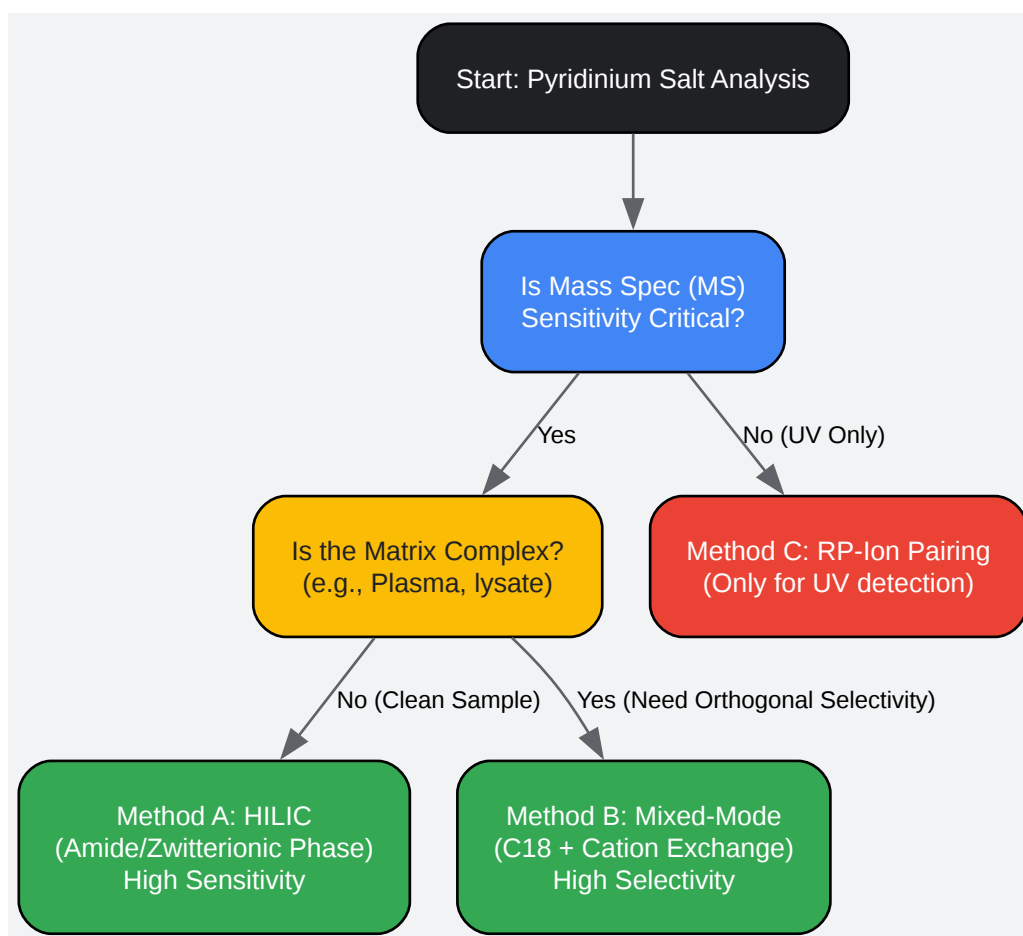 Start: Pyridinium Salt Analysis
Is Mass Spec (MS)
Sensitivity Critical?
Yes
No (UV Only)
Is the Matrix Complex?
(e.g., Plasma, lysate)
Method C: RP-Ion Pairing
(Only for UV detection)
No (Clean Sample)
Yes (Need Orthogonal Selectivity)
Method A: HILIC
(Amide/Zwitterionic Phase)
High Sensitivity
Method B: Mixed-Mode
(C18 + Cation Exchange)
High Selectivity